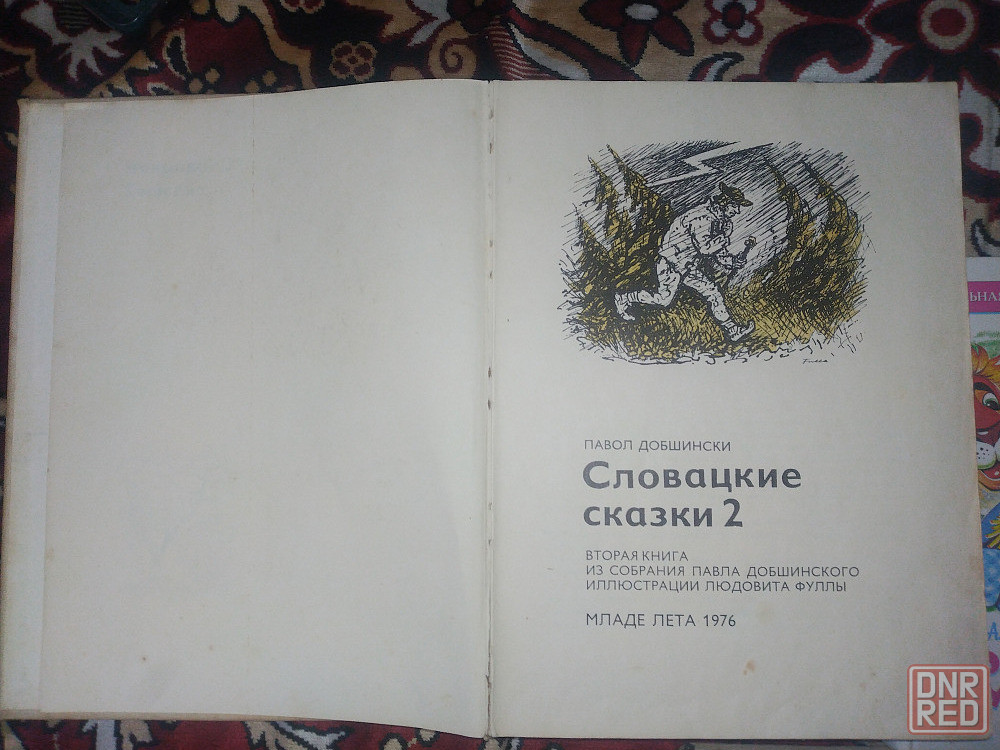 ПАВОЛ ДОБШИНСКИ
Словацкие
сказки 2
ВТОРАЯ КНИГА
ИЗ СОБРАНИЯ ПАВЛА ДОБШИНСКОГО
ИЛЛЮСТРАЦИИ ЛЮДОВИТА ФУЛЛЫ
МЛАДЕ ЛЕТА 1976
DNR
RED